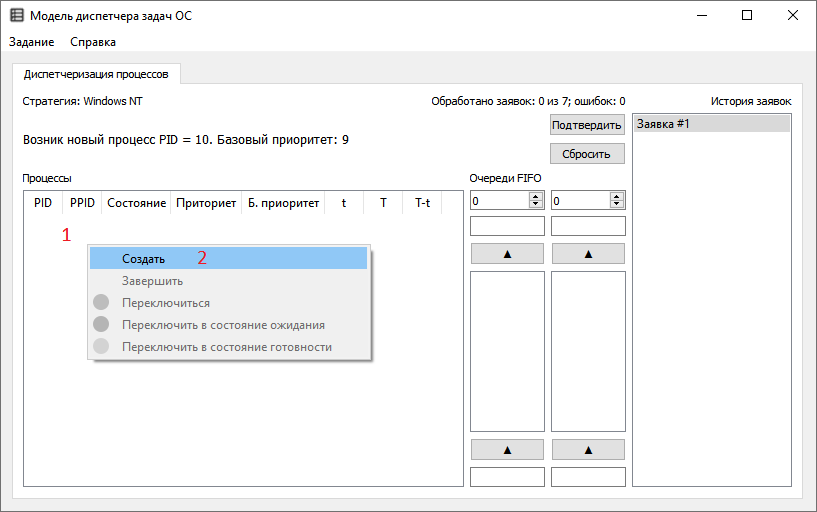 Модель диспетчера задач ОС
Задание Справка
Диспетчеризация процессов
Стратегия: Windows NT Обработано заявок: 0 из 7; ошибок: 0 История заявок
Возник новый процесс PID = 10. Базовый приоритет: 9
Подтвердить
Сбросить
Заявка #1
Процессы
Очереди FIFO
PID PPID Состояние Приториет Б. приоритет t T T-t
0 0
▲ ▲
1
Создать 2
Завершить
Переключиться
Переключить в состояние ожидания
Переключить в состояние готовности
▲ ▲